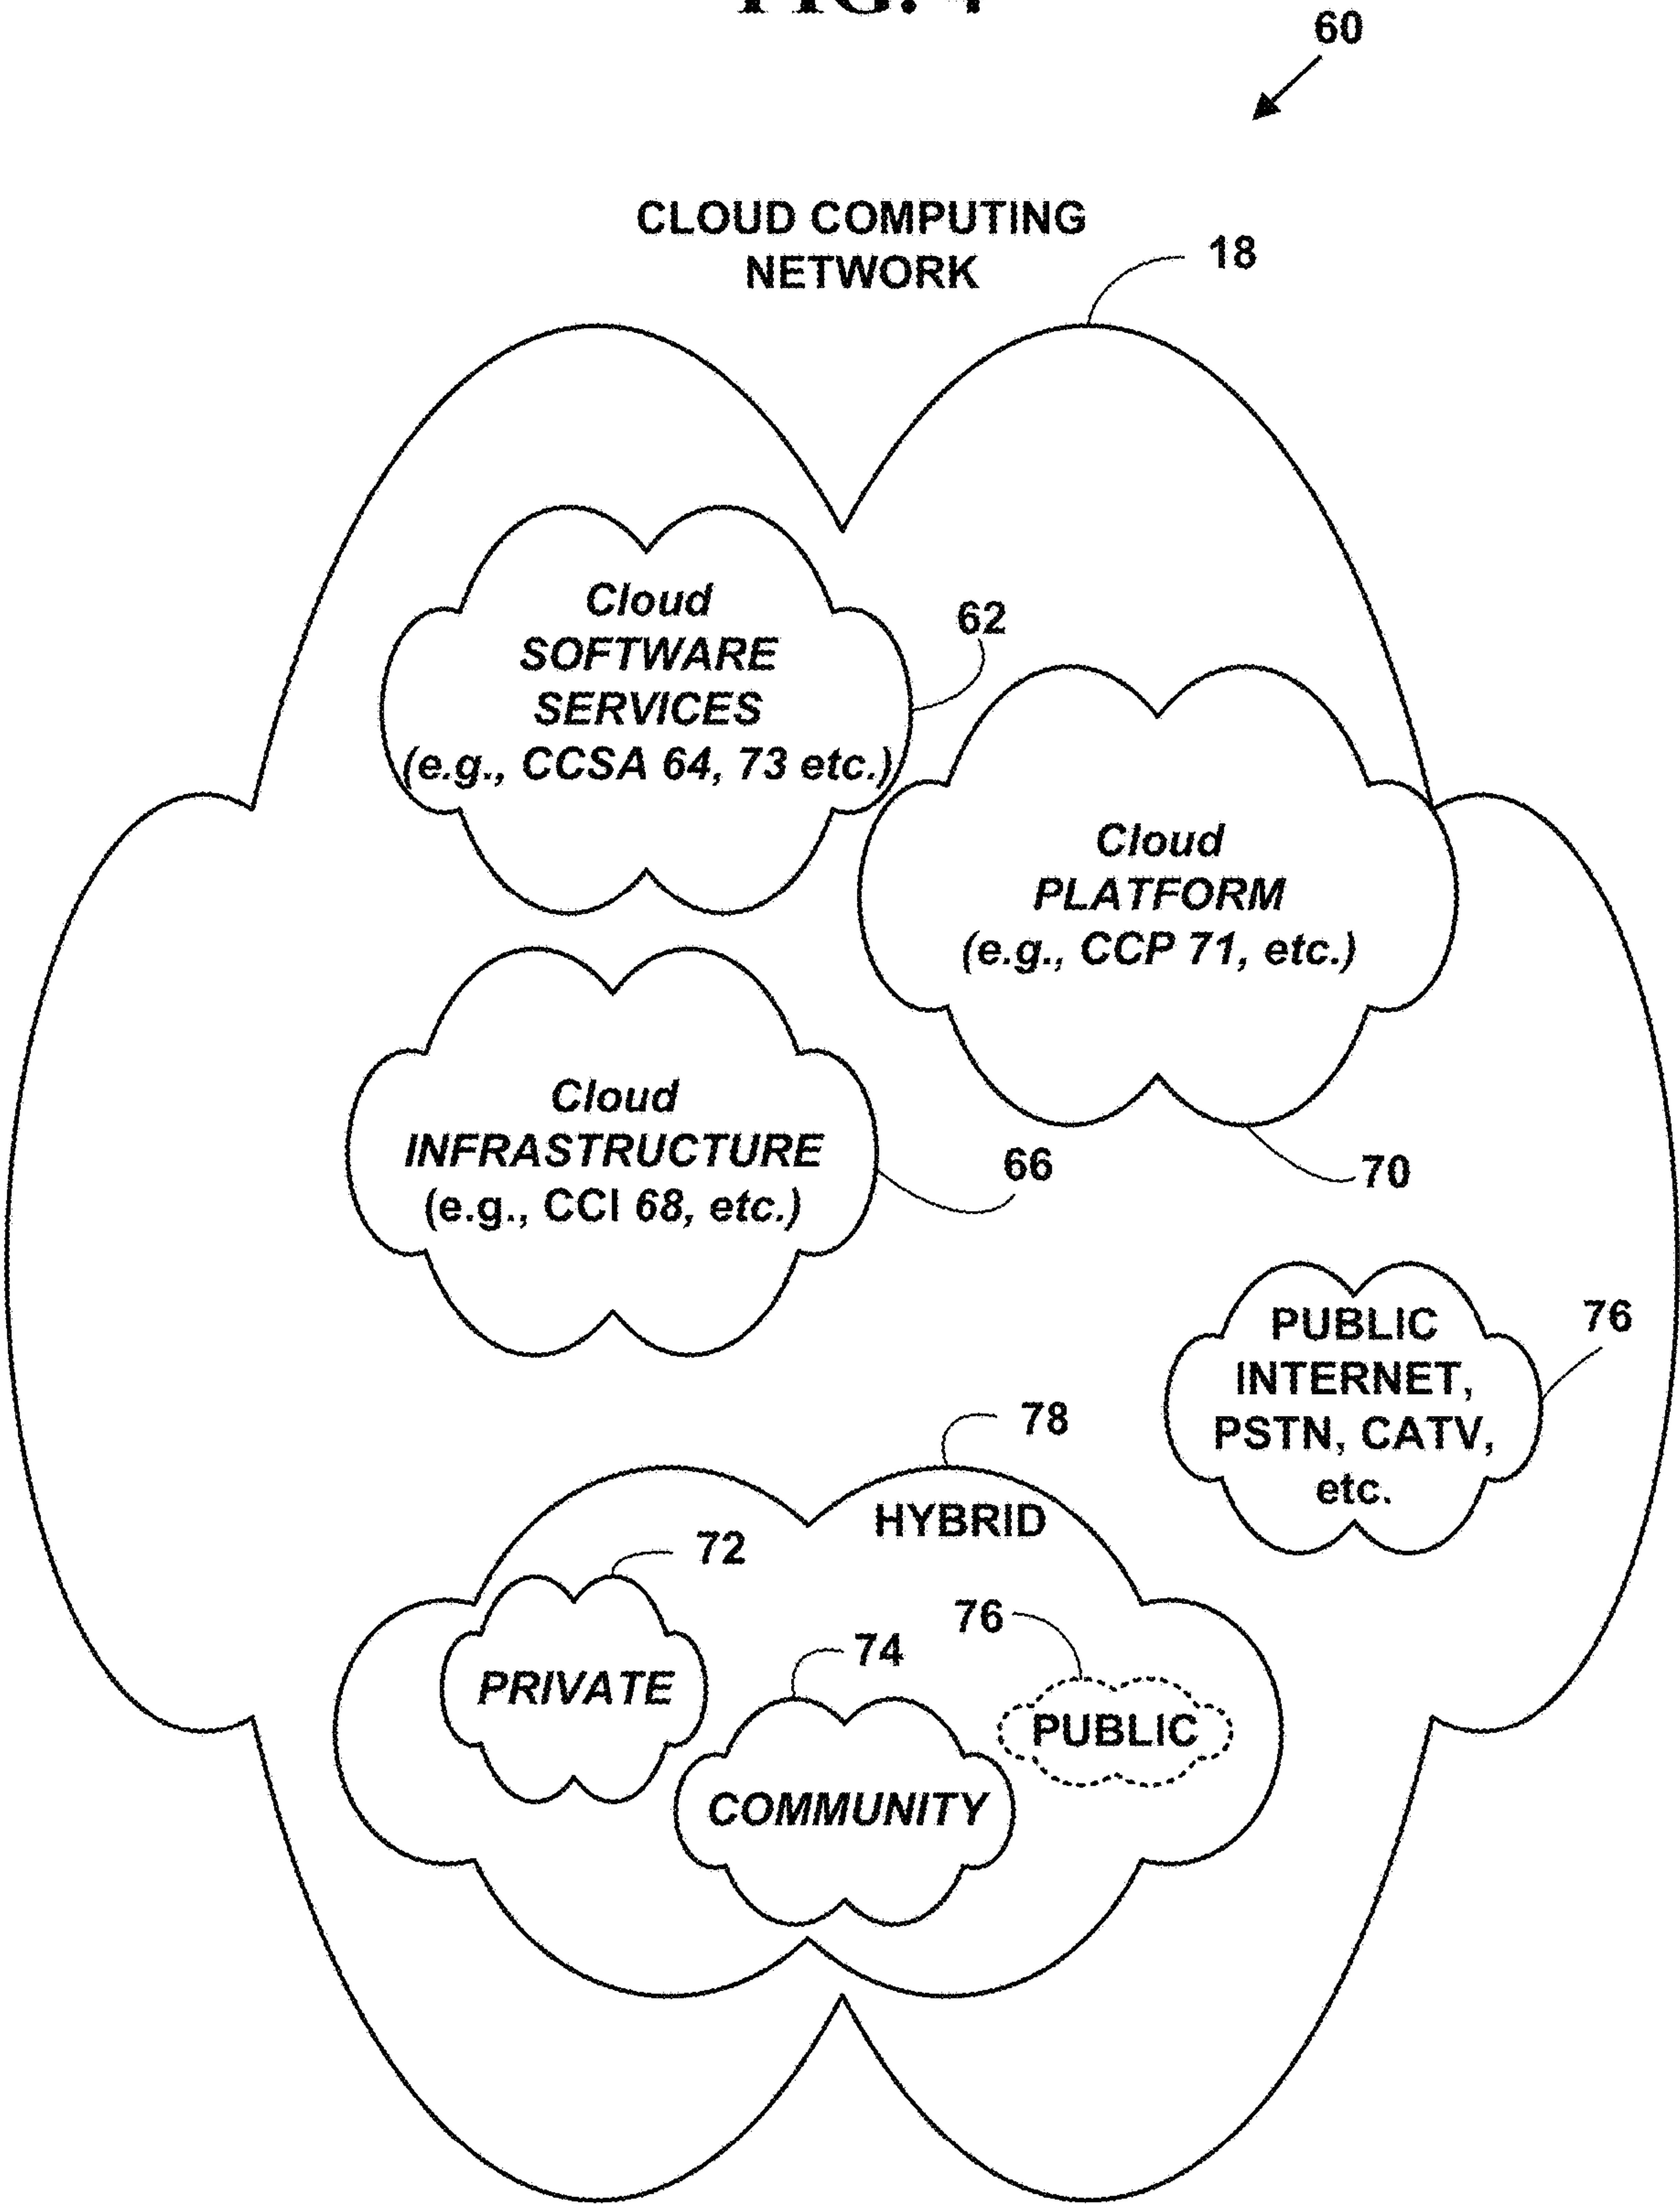 FIG. 4
60
CLOUD COMPUTING
NETWORK
18
Cloud
SOFTWARE
SERVICES
(e.g., CCSA 64, 73 etc.)
62
Cloud
PLATFORM
(e.g., CCP 71, etc.)
70
Cloud
INFRASTRUCTURE
(e.g., CCI 68, etc.)
66
PUBLIC
INTERNET,
PSTN, CATV,
etc.
76
78
HYBRID
72
PRIVATE
74
COMMUNITY
76
PUBLIC